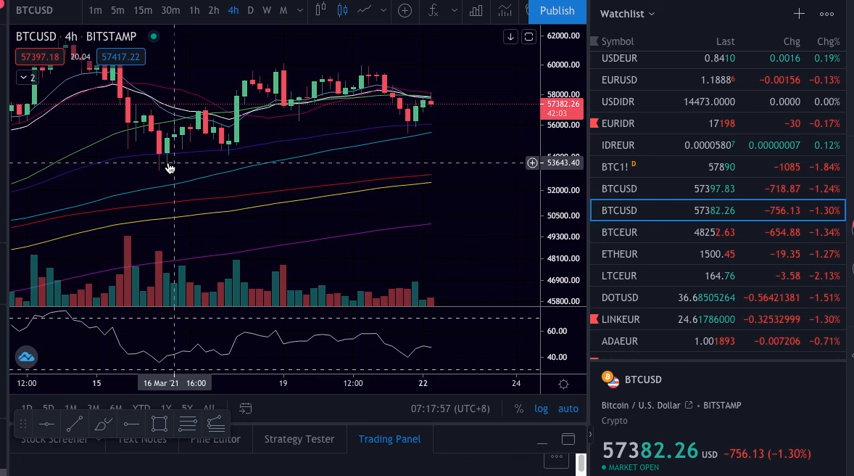 BTCUSD 1m 5m 15m 30m 1h 2h 4h D W M Publish
BTCUSD · 4h · BITSTAMP
57397.18 20.04 57417.22
2
62000.00
60000.00
58000.00
57382.26
42:03
56000.00
53643.40
52000.00
50500.00
49300.00
48100.00
46900.00
45800.00
60.00
40.00
12:00 15 16 Mar '21 16:00 19 12:00 22 24
1D 5D 1M 3M 6M YTD 1Y 5Y All 07:17:57 (UTC+8) % log auto
Stock Screener Text Notes Pine Editor Strategy Tester Trading Panel
Watchlist
Symbol Last Chg Chg%
USDEUR 0.8410 0.0016 0.19%
EURUSD 1.18886 −0.00156 −0.13%
USDIDR 14473.00 0.0000 0.00%
EURIDR 17198 −30 −0.17%
IDREUR 0.00005807 0.00000007 0.12%
BTC1! D 57890 −1085 −1.84%
BTCUSD 57397.83 −718.87 −1.24%
BTCUSD 57382.26 −756.13 −1.30%
BTCEUR 48252.63 −654.88 −1.34%
ETHEUR 1500.45 −19.35 −1.27%
LTCEUR 164.76 −3.58 −2.13%
DOTUSD 36.68508564 −0.56421381 −1.51%
LINKEUR 24.61786000 −0.32532999 −1.30%
ADAEUR 1.001893 −0.007206 −0.71%
BTCUSD
Bitcoin / U.S. Dollar · BITSTAMP
Crypto
57382.26 USD −756.13 (−1.30%)
MARKET OPEN